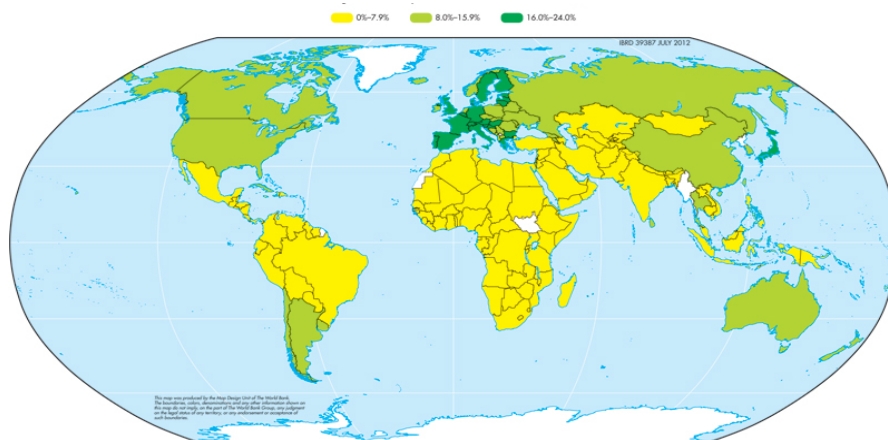 0%–7.9% 8.0%–15.9% 16.0%–24.0%
IBRD 39387 JULY 2012
This map was produced by the Map Design Unit of The World Bank.
The boundaries, colors, denominations and any other information shown on
this map do not imply, on the part of The World Bank Group, any judgment
on the legal status of any territory, or any endorsement or acceptance of
such boundaries.